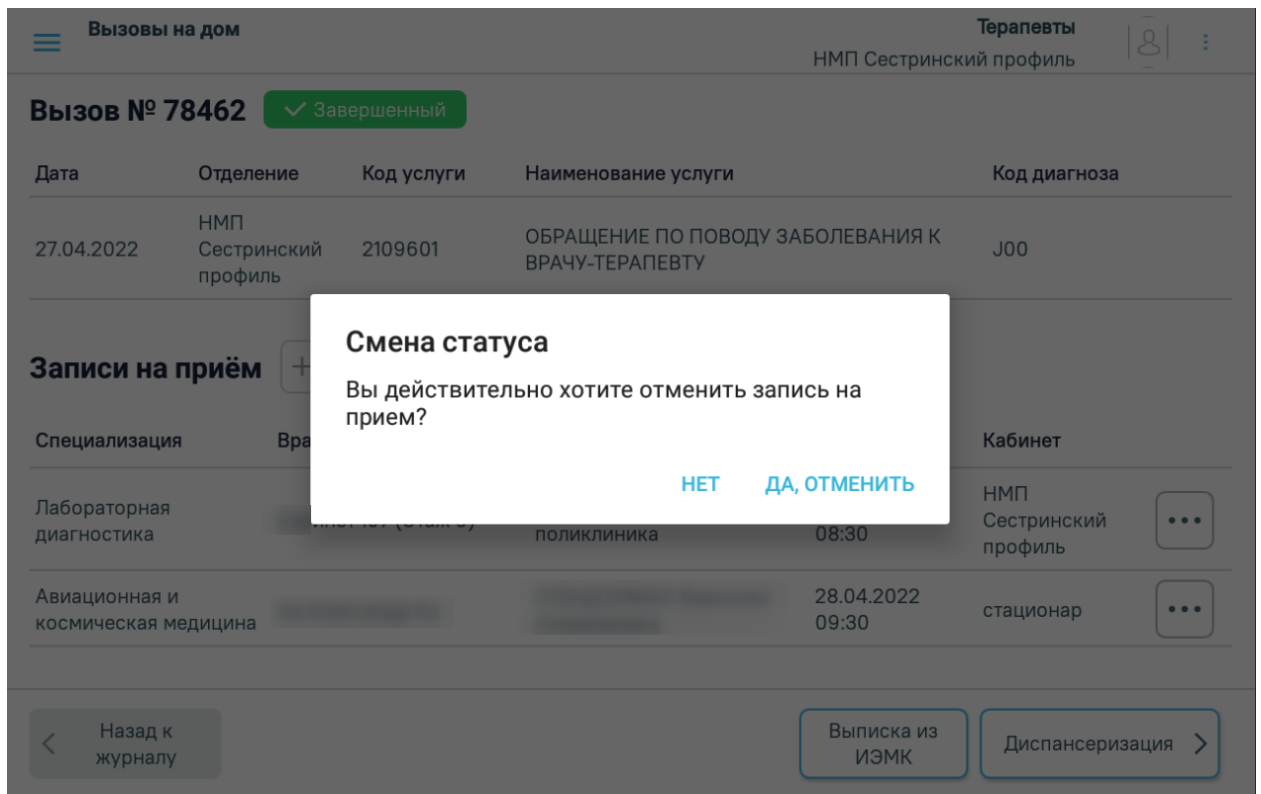 Вызовы на дом
Терапевты
НМП Сестринский профиль
Вызов № 78462
Завершенный
Дата Отделение Код услуги Наименование услуги Код диагноза
НМП
Сестринский
профиль
27.04.2022
2109601
ОБРАЩЕНИЕ ПО ПОВОДУ ЗАБОЛЕВАНИЯ К
ВРАЧУ-ТЕРАПЕВТУ
J00
Записи на приём
Смена статуса
Вы действительно хотите отменить запись на
прием?
НЕТ ДА, ОТМЕНИТЬ
Специализация
Кабинет
Лабораторная
диагностика
поликлиника
08:30
НМП
Сестринский
профиль
Авиационная и
космическая медицина
28.04.2022
09:30
стационар
Назад к
журналу
Выписка из
ИЭМК
Диспансеризация